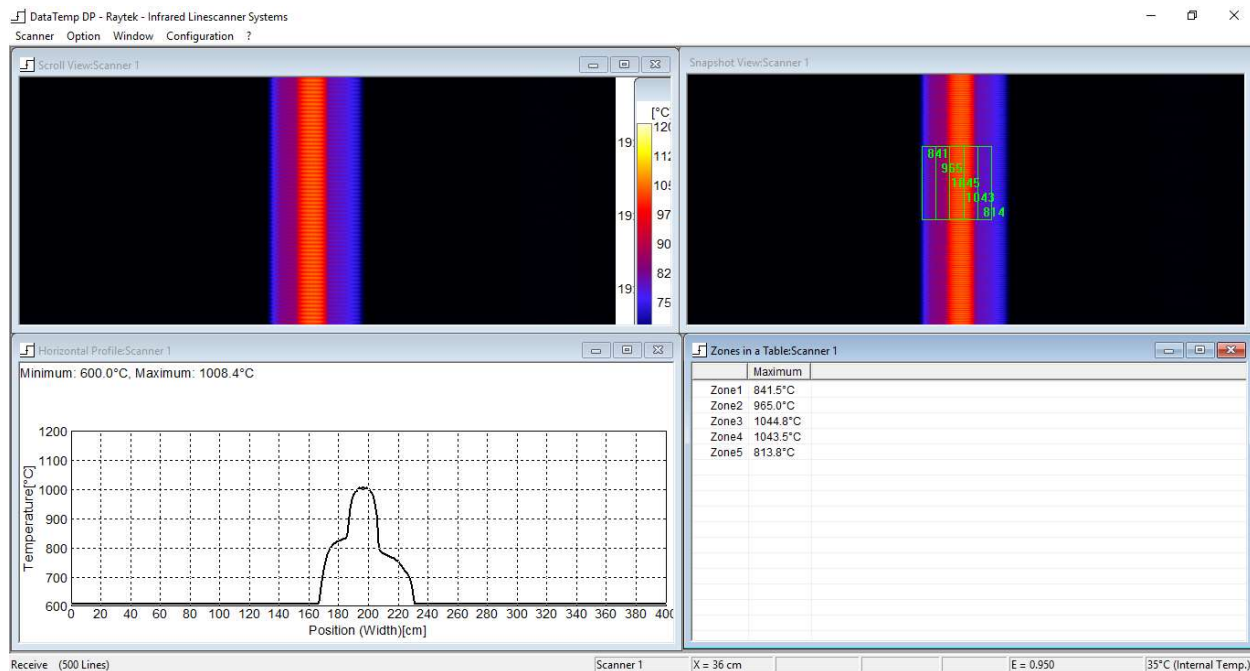 DataTemp DP - Raytek - Infrared Linescanner Systems
Scanner Option Window Configuration ?
Scroll View:Scanner 1
[°C
120
19: 112
105
19: 97
90
82
19: 75
Snapshot View:Scanner 1
841
965
1045
1043
814
Horizontal Profile:Scanner 1
Minimum: 600.0°C, Maximum: 1008.4°C
1200
1100
1000
900
800
700
600
Temperature[°C]
0 20 40 60 80 100 120 140 160 180 200 220 240 260 280 300 320 340 360 380 400
Position (Width)[cm]
Zones in a Table:Scanner 1
Maximum
Zone1 841.5°C
Zone2 965.0°C
Zone3 1044.8°C
Zone4 1043.5°C
Zone5 813.8°C
Receive (500 Lines) Scanner 1 X = 36 cm E = 0.950 35°C (Internal Temp.)